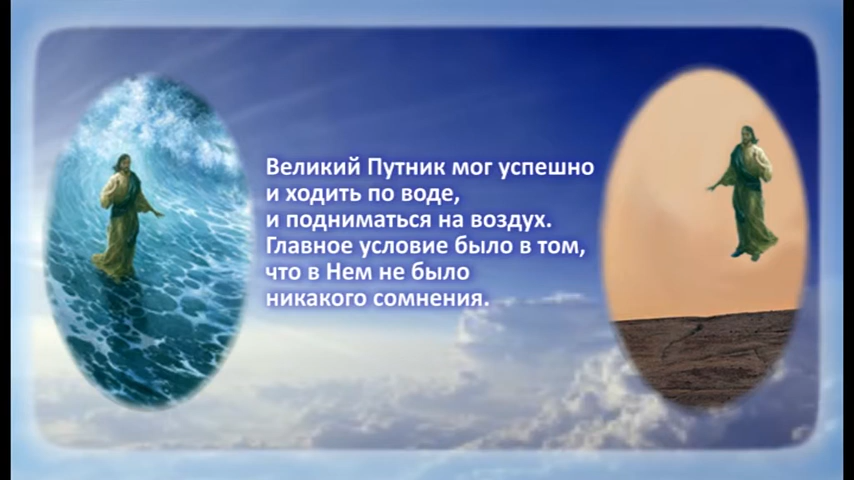 Великий Путник мог успешно
и ходить по воде,
и подниматься на воздух.
Главное условие было в том,
что в Нем не было
никакого сомнения.